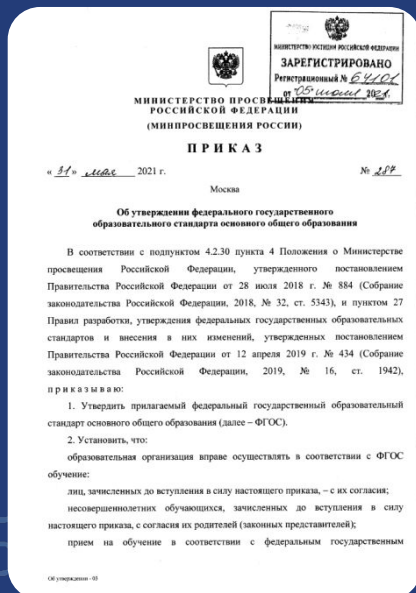 МИНИСТЕРСТВО ЮСТИЦИИ РОССИЙСКОЙ ФЕДЕРАЦИИ
ЗАРЕГИСТРИРОВАНО
Регистрационный № 64101
от "05" июля 2021.
МИНИСТЕРСТВО ПРОСВЕЩЕНИЯ
РОССИЙСКОЙ ФЕДЕРАЦИИ
(МИНПРОСВЕЩЕНИЯ РОССИИ)
ПРИКАЗ
« 31 » мая 2021 г.
№ 287
Москва
Об утверждении федерального государственного
образовательного стандарта основного общего образования
В соответствии с подпунктом 4.2.30 пункта 4 Положения о Министерстве
просвещения Российской Федерации, утвержденного постановлением
Правительства Российской Федерации от 28 июля 2018 г. № 884 (Собрание
законодательства Российской Федерации, 2018, № 32, ст. 5343), и пунктом 27
Правил разработки, утверждения федеральных государственных образовательных
стандартов и внесения в них изменений, утвержденных постановлением
Правительства Российской Федерации от 12 апреля 2019 г. № 434 (Собрание
законодательства Российской Федерации, 2019, № 16, ст. 1942),
приказываю:
1. Утвердить прилагаемый федеральный государственный образовательный
стандарт основного общего образования (далее – ФГОС).
2. Установить, что:
образовательная организация вправе осуществлять в соответствии с ФГОС
обучение:
лиц, зачисленных до вступления в силу настоящего приказа, – с их согласия;
несовершеннолетних обучающихся, зачисленных до вступления в силу
настоящего приказа, с согласия их родителей (законных представителей);
прием на обучение в соответствии с федеральным государственным
Об утверждении - 03